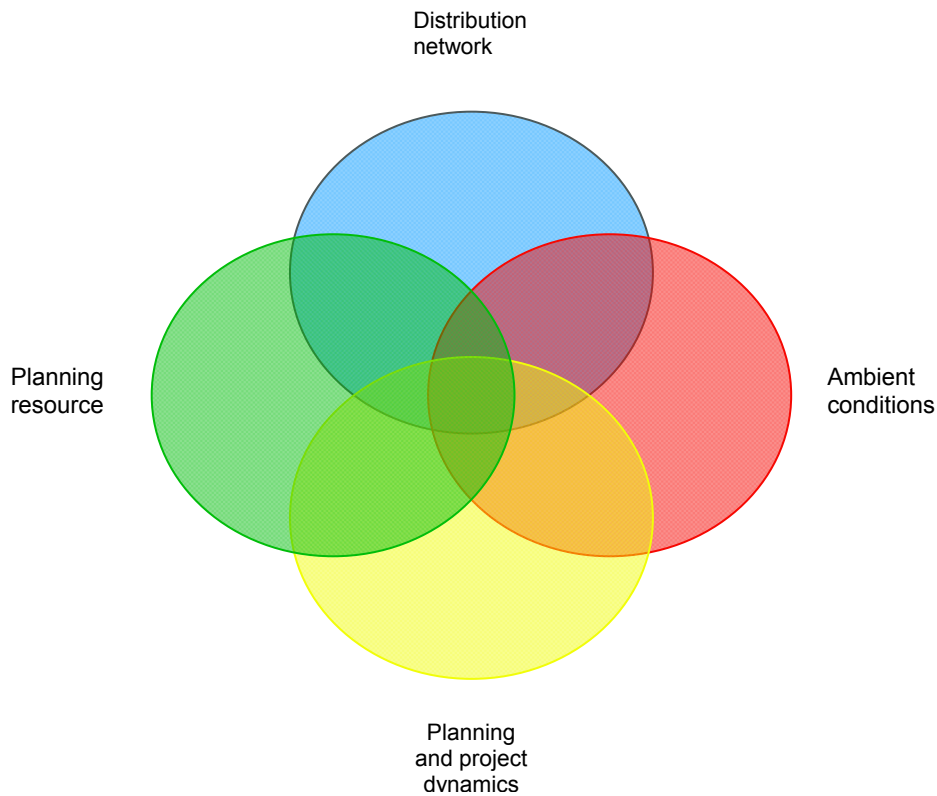 Distribution
network
Planning
resource
Ambient
conditions
Planning
and project
dynamics